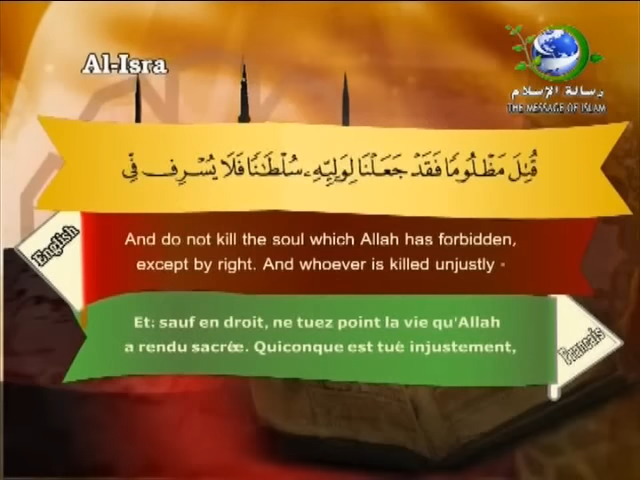 Al-Isra
رسالة الإسلام
THE MESSAGE OF ISLAM
قُتِلَ مَظْلُومًا فَقَدْ جَعَلْنَا لِوَلِيِّهِۦ سُلْطَٰنًا فَلَا يُسْرِف فِّي
English
And do not kill the soul which Allah has forbidden,
except by right. And whoever is killed unjustly -
Et: sauf en droit, ne tuez point la vie qu'Allah
a rendu sacrée. Quiconque est tué injustement,
Francais